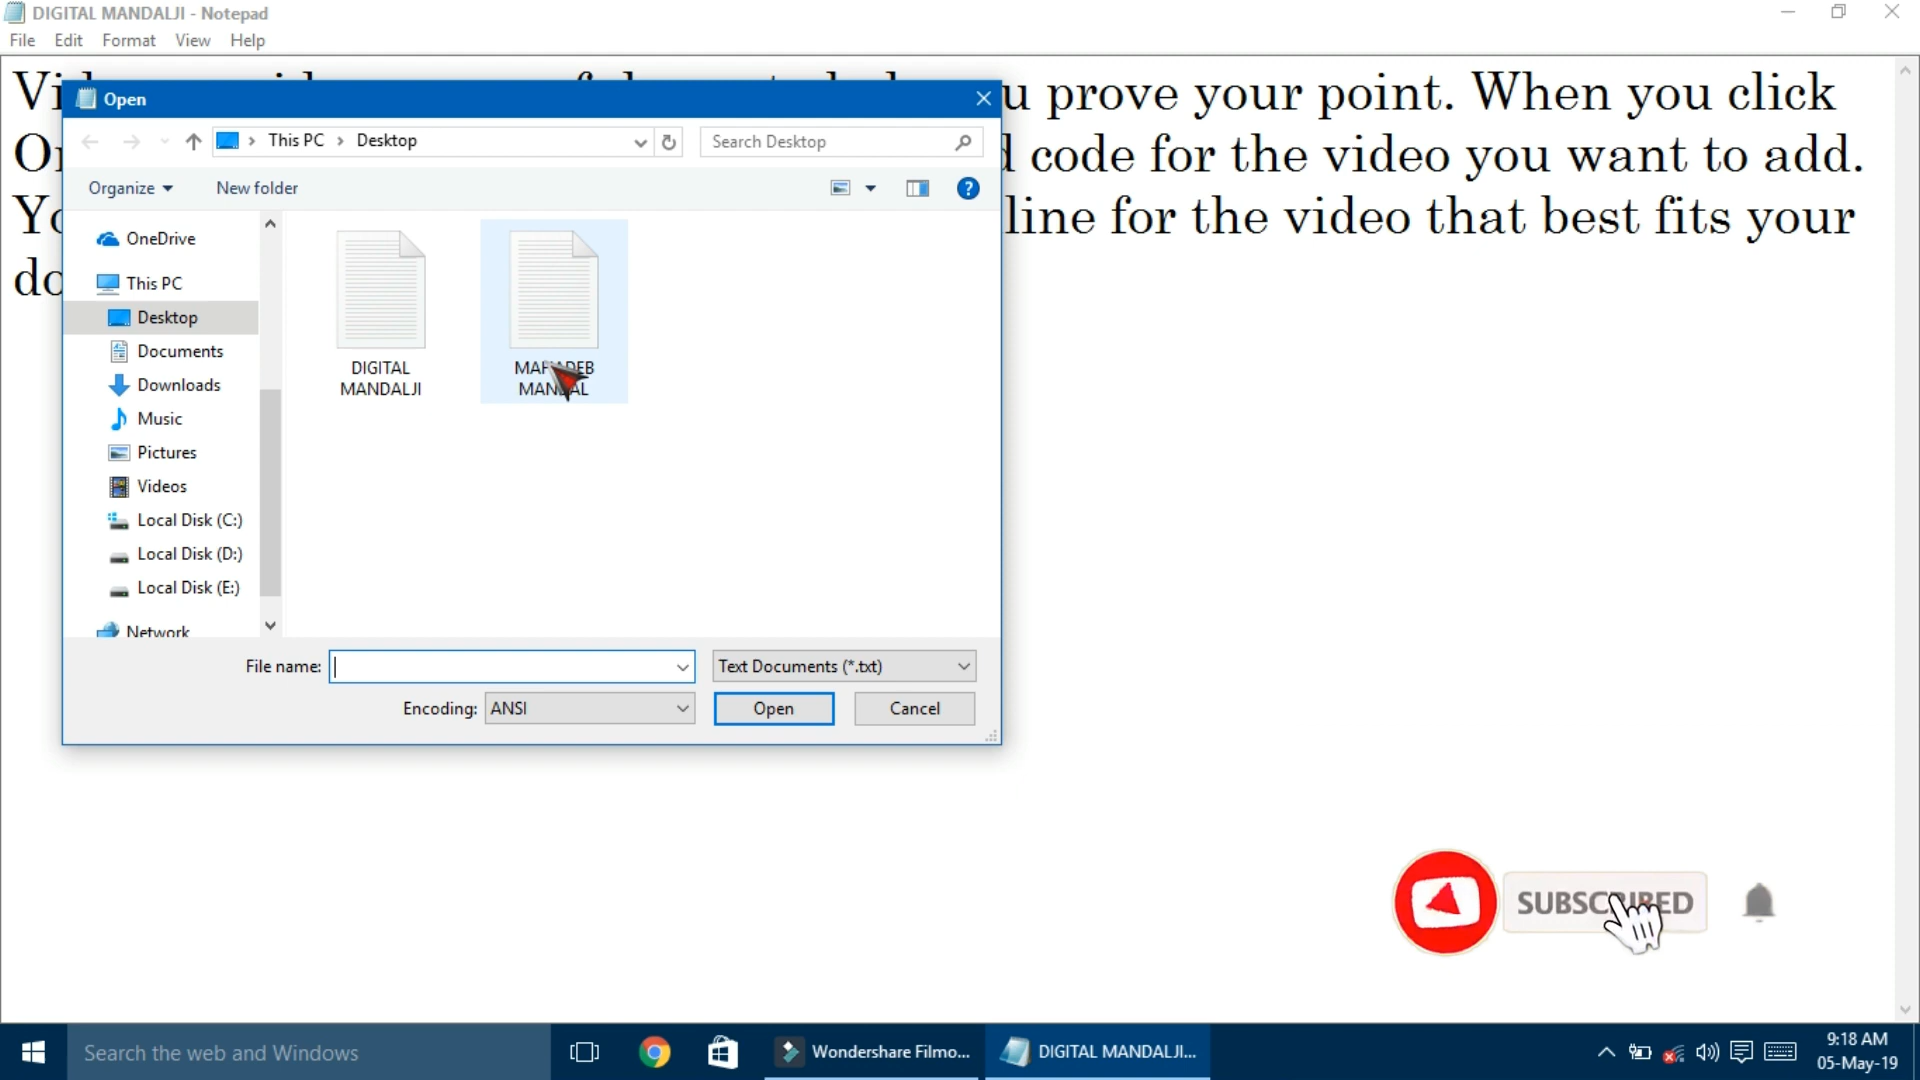 DIGITAL MANDALJI - Notepad
File Edit Format View Help
u prove your point. When you click
code for the video you want to add.
line for the video that best fits your
Open
This PC > Desktop
Search Desktop
Organize
New folder
OneDrive
This PC
Desktop
Documents
Downloads
Music
Pictures
Videos
Local Disk (C:)
Local Disk (D:)
Local Disk (E:)
Network
DIGITAL
MANDALJI
MANDAL
File name:
Text Documents (*.txt)
Encoding: ANSI
Open
Cancel
SUBSCRIBED
Search the web and Windows
Wondershare Filmo...
DIGITAL MANDALJI...
9:18 AM
05-May-19